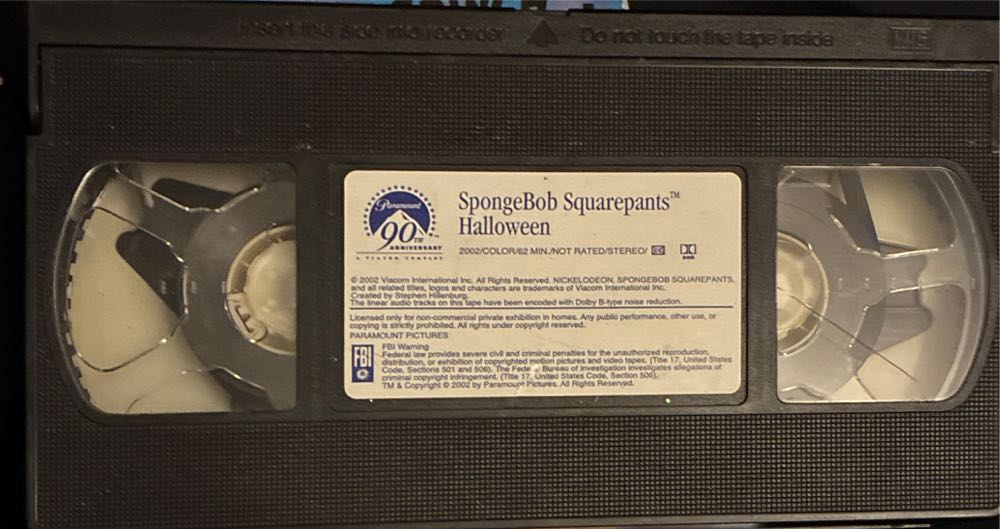 Insert this side into recorder
Do not touch the tape inside
VHS
Paramount
90TH
ANNIVERSARY
A VIACOM COMPANY
SpongeBob Squarepants™
Halloween
2002/COLOR/62 MIN./NOT RATED/STEREO/ CC
© 2002 Viacom International Inc. All Rights Reserved. NICKELODEON, SPONGEBOB SQUAREPANTS,
and all related titles, logos and characters are trademarks of Viacom International Inc.
Created by Stephen Hillenburg.
The linear audio tracks on this tape have been encoded with Dolby B-type noise reduction.
Licensed only for non-commercial private exhibition in homes. Any public performance, other use, or
copying is strictly prohibited. All rights under copyright reserved.
PARAMOUNT PICTURES
FBI
FBI Warning
Federal law provides severe civil and criminal penalties for the unauthorized reproduction,
distribution, or exhibition of copyrighted motion pictures and video tapes. (Title 17, United States
Code, Sections 501 and 506). The Fede al Bureau of Investigation investigates allegations of
criminal copyright infringement. (Title 17, United States Code, Section 506).
TM & Copyright © 2002 by Paramount Pictures. All Rights Reserved.